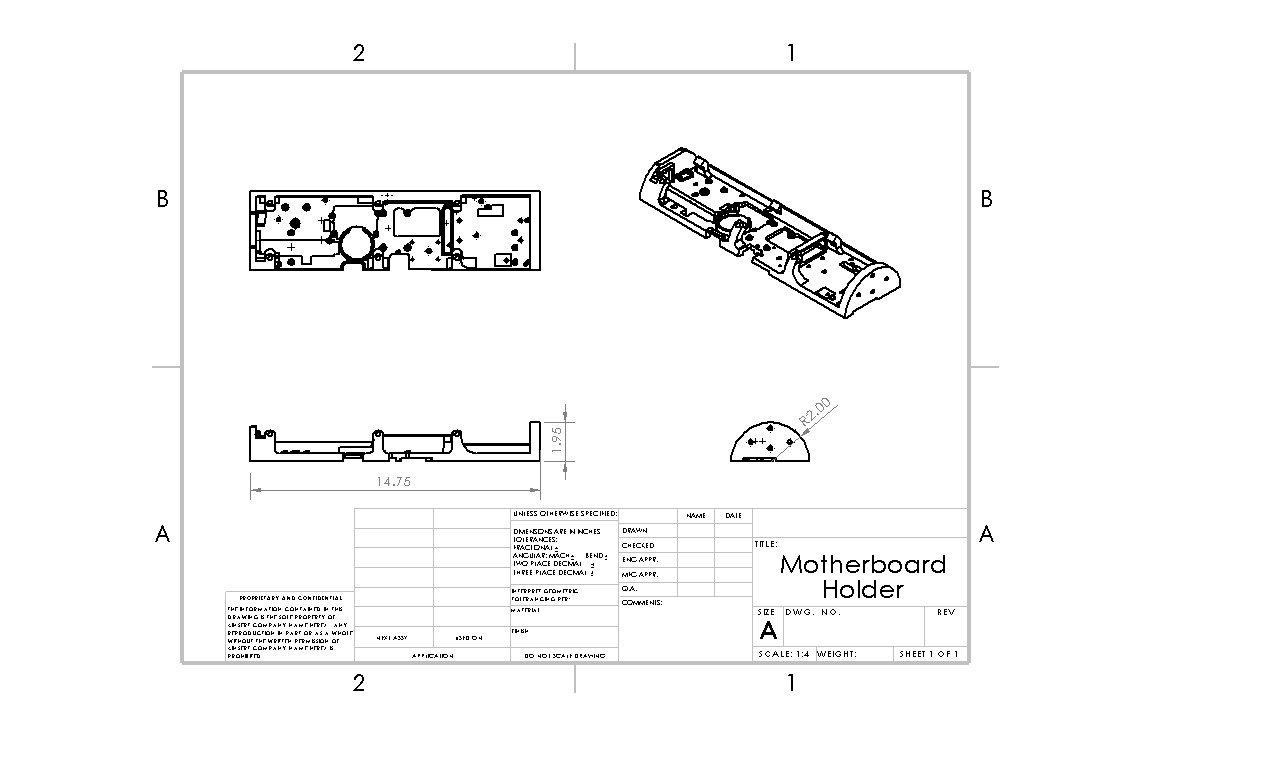 2 1
B B
R2.00
1.95
14.75
A A
UNLESS OTHERWISE SPECIFIED:
NAME DATE
DIMENSIONS ARE IN INCHES
TOLERANCES:
FRACTIONAL±
ANGULAR: MACH± BEND±
TWO PLACE DECIMAL ±
THREE PLACE DECIMAL ±
INTERPRET GEOMETRIC
TOLERANCING PER:
MATERIAL
FINISH
DRAWN
CHECKED
ENG APPR.
MFG APPR.
Q.A.
COMMENTS:
TITLE:
Motherboard
Holder
SIZE DWG. NO. REV
A
SCALE: 1:4 WEIGHT: SHEET 1 OF 1
PROPRIETARY AND CONFIDENTIAL
THE INFORMATION CONTAINED IN THIS
DRAWING IS THE SOLE PROPERTY OF
<INSERT COMPANY NAME HERE>. ANY
REPRODUCTION IN PART OR AS A WHOLE
WITHOUT THE WRITTEN PERMISSION OF
<INSERT COMPANY NAME HERE> IS
PROHIBITED.
NEXT ASSY USED ON
APPLICATION DO NOT SCALE DRAWING
2 1